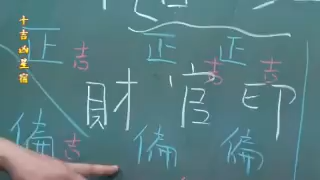 十吉凶星宿
正吉 正 正
財 官吉 印吉
偏吉 偏 偏